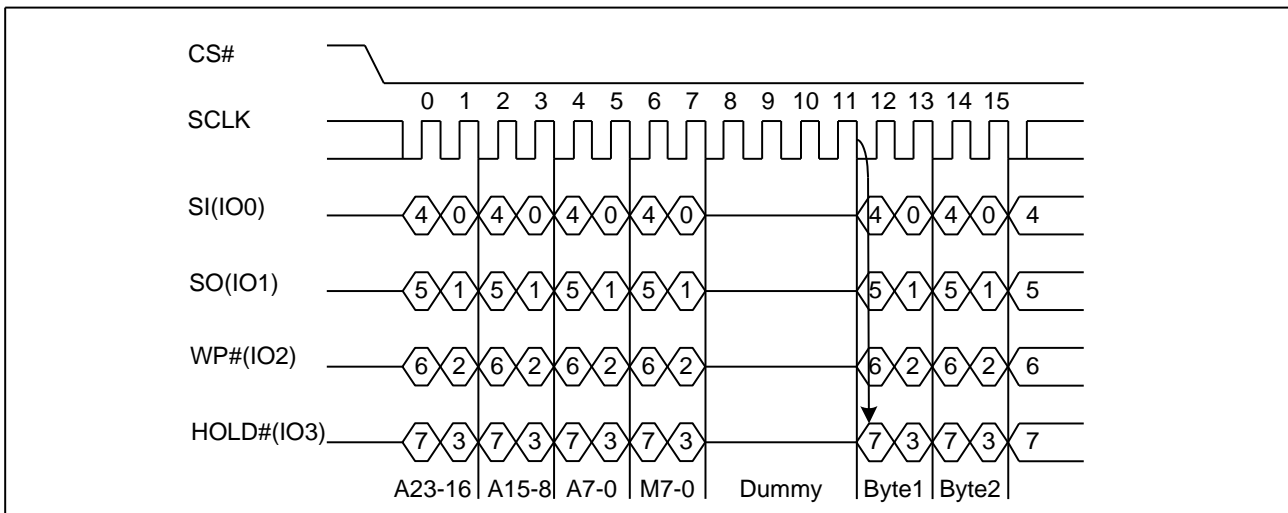 CS#
0 1 2 3 4 5 6 7 8 9 10 11 12 13 14 15
SCLK
SI(IO0) 4 0 4 0 4 0 4 0 4 0 4 0 4
SO(IO1) 5 1 5 1 5 1 5 1 5 1 5 1 5
WP#(IO2) 6 2 6 2 6 2 6 2 6 2 6 2 6
HOLD#(IO3) 7 3 7 3 7 3 7 3 7 3 7 3 7
A23-16 A15-8 A7-0 M7-0 Dummy Byte1 Byte2